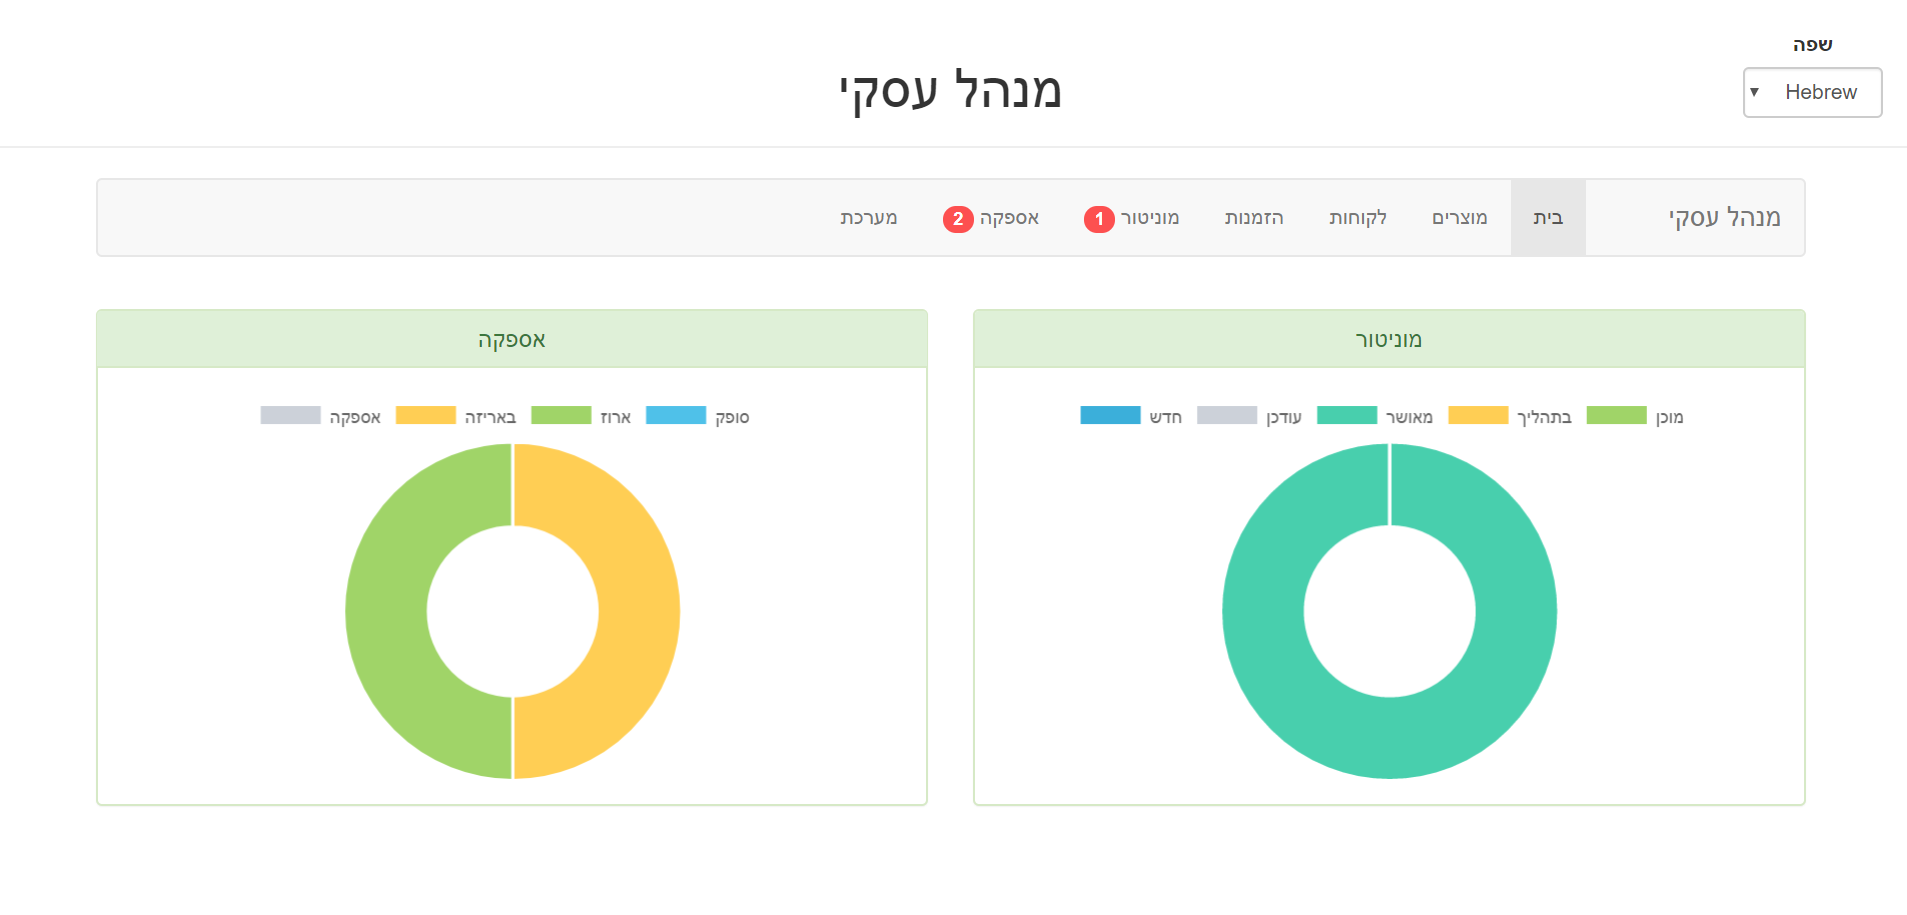 שפה
Hebrew
מנהל עסקי
מנהל עסקי בית מוצרים לקוחות הזמנות מוניטור 1 אספקה 2 מערכת
מוניטור
מוכן בתהליך מאושר עודכן חדש
אספקה
סופק ארוז באריזה אספקה